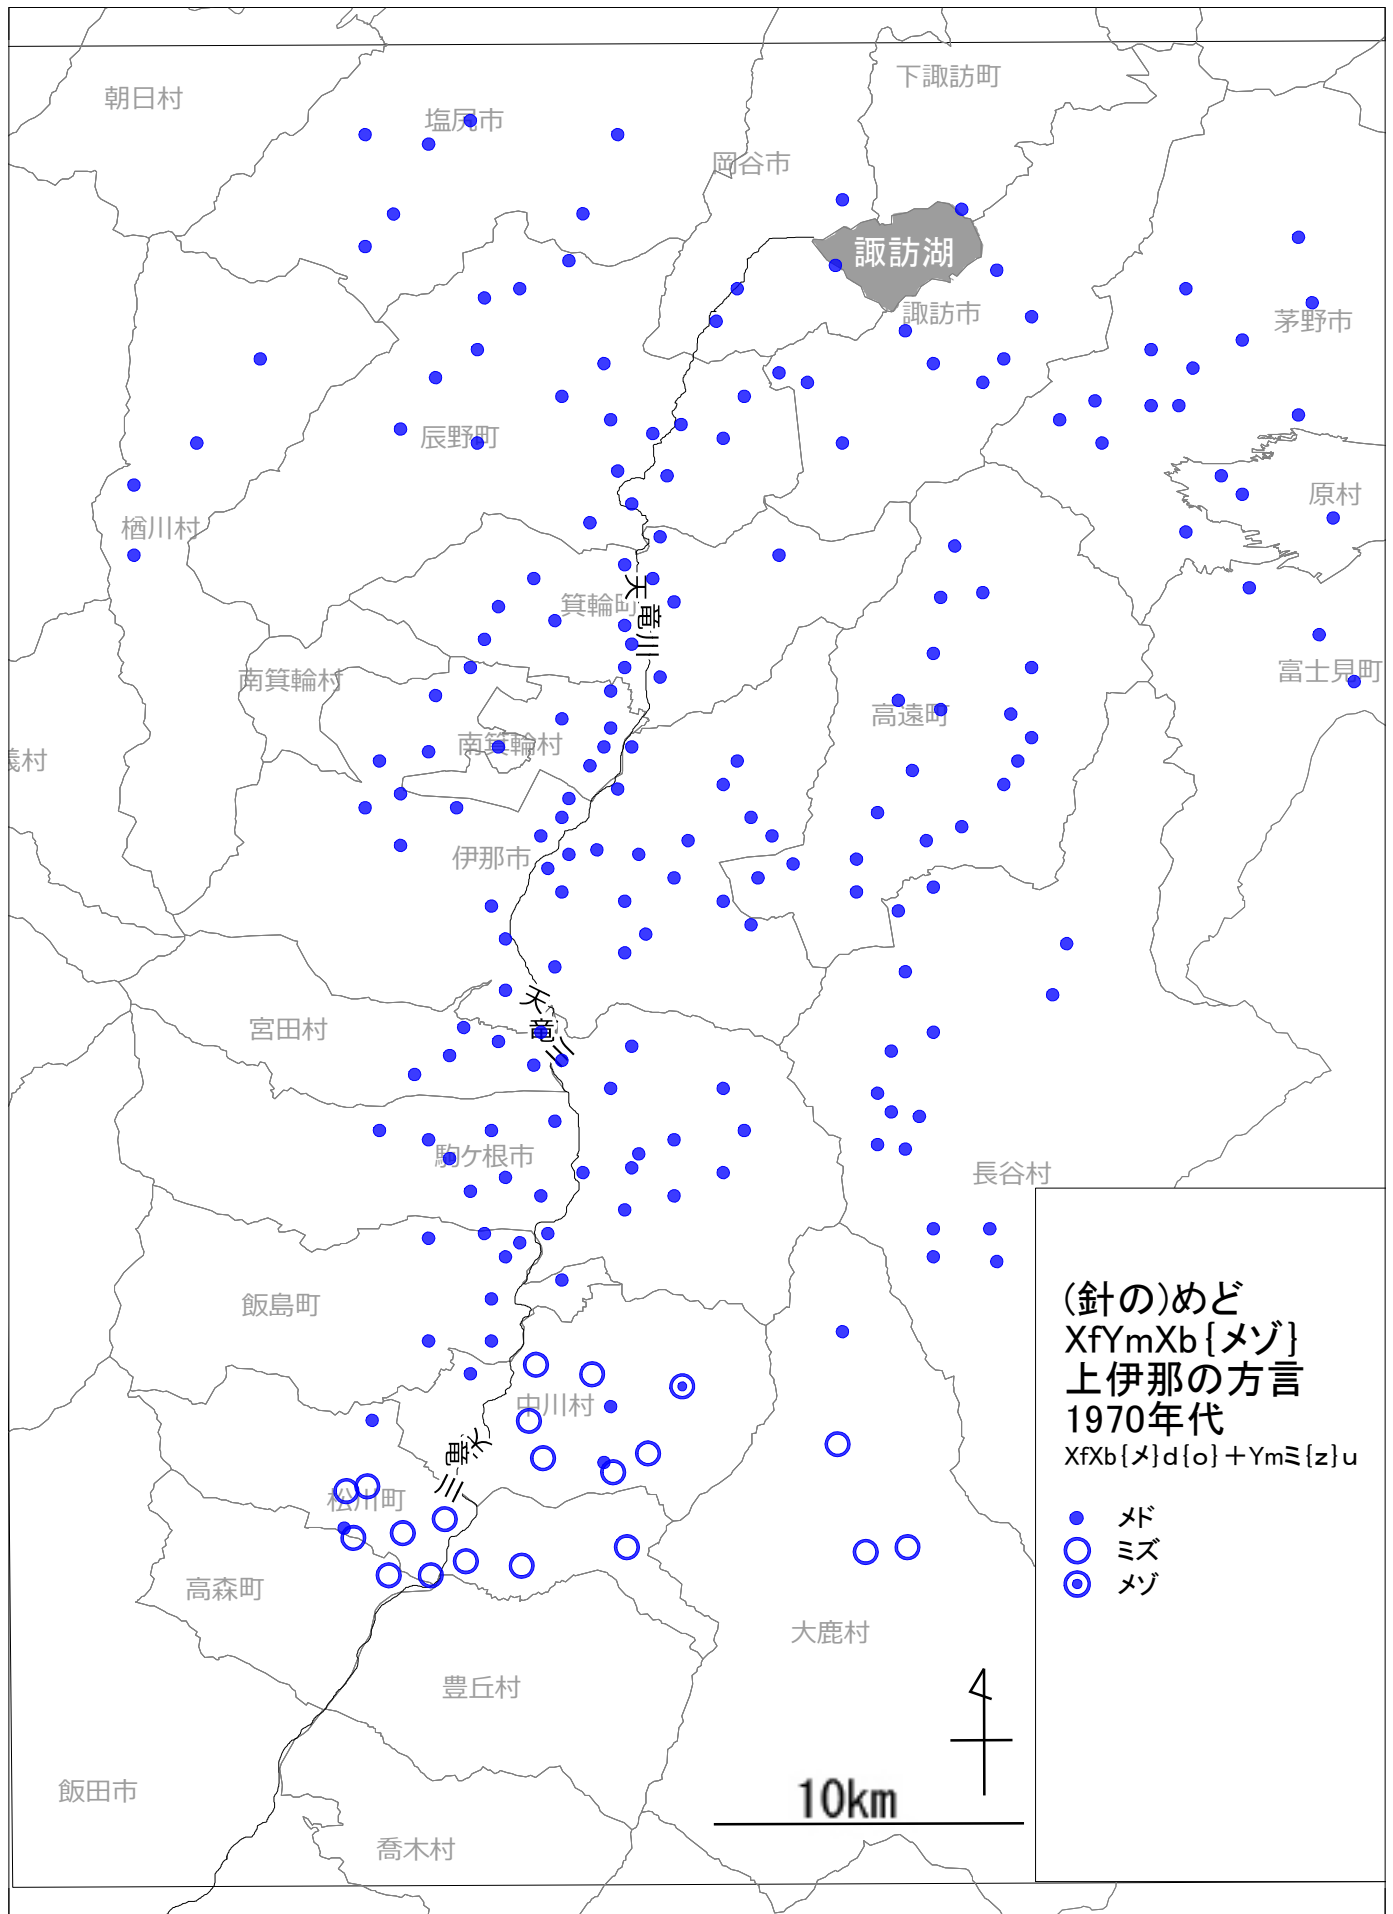 下諏訪町
朝日村
塩尻市
岡谷市
諏訪湖
諏訪市
茅野市
辰野町
原村
楢川村
天竜川
箕輪町
南箕輪村
富士見町
高遠町
南箕輪村
義村
伊那市
天竜川
宮田村
駒ケ根市
長谷村
飯島町
中川村
天竜川
松川町
高森町
大鹿村
豊丘村
飯田市
喬木村
10km
(針の)めど
XfYmXb{メゾ}
上伊那の方言
1970年代
XfXb{メ}d{o}+Ymミ{z}u
メド
ミズ
メゾ